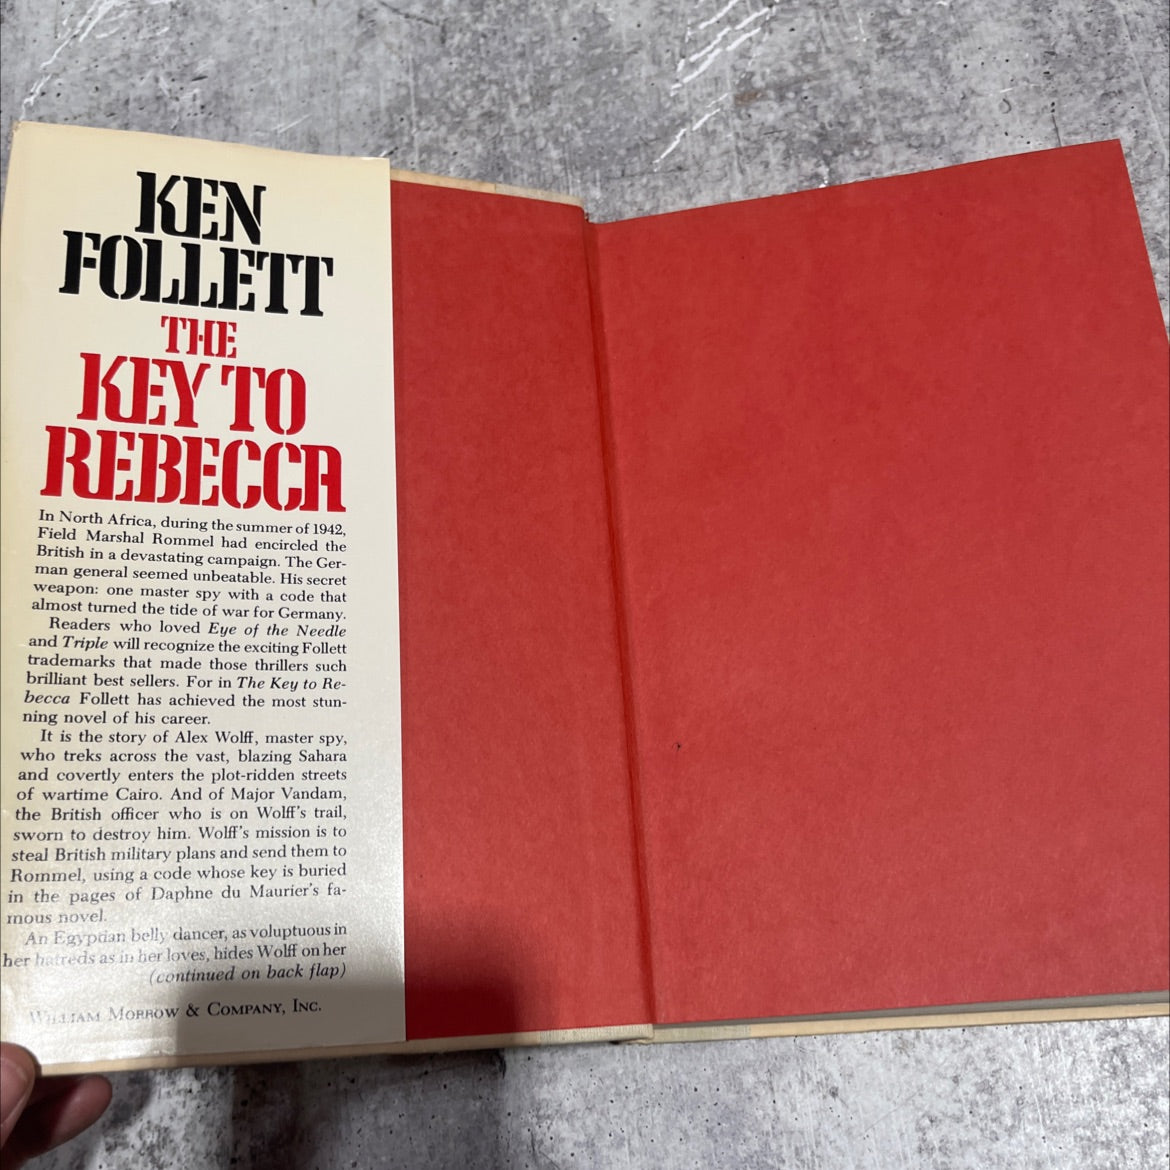 KEN
FOLLETT
THE
KEY TO
REBECCA
In North Africa, during the summer of 1942,
Field Marshal Rommel had encircled the
British in a devastating campaign. The Ger-
man general seemed unbeatable. His secret
weapon: one master spy with a code that
almost turned the tide of war for Germany.
Readers who loved Eye of the Needle
and Triple will recognize the exciting Follett
trademarks that made those thrillers such
brilliant best sellers. For in The Key to Re-
becca Follett has achieved the most stun-
ning novel of his career.
It is the story of Alex Wolff, master spy,
who treks across the vast, blazing Sahara
and covertly enters the plot-ridden streets
of wartime Cairo. And of Major Vandam,
the British officer who is on Wolff's trail,
sworn to destroy him. Wolff's mission is to
steal British military plans and send them to
Rommel, using a code whose key is buried
in the pages of Daphne du Maurier's fa-
mous novel.
An Egyptian belly dancer, as voluptuous in
her hatreds as in her loves, hides Wolff on her
(continued on back flap)
WILLIAM MORROW & COMPANY, INC.